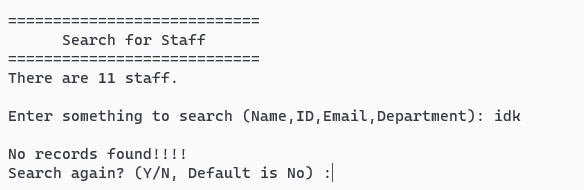 ============================
Search for Staff
============================
There are 11 staff.
Enter something to search (Name,ID,Email,Department): idk
No records found!!!!
Search again? (Y/N, Default is No) :